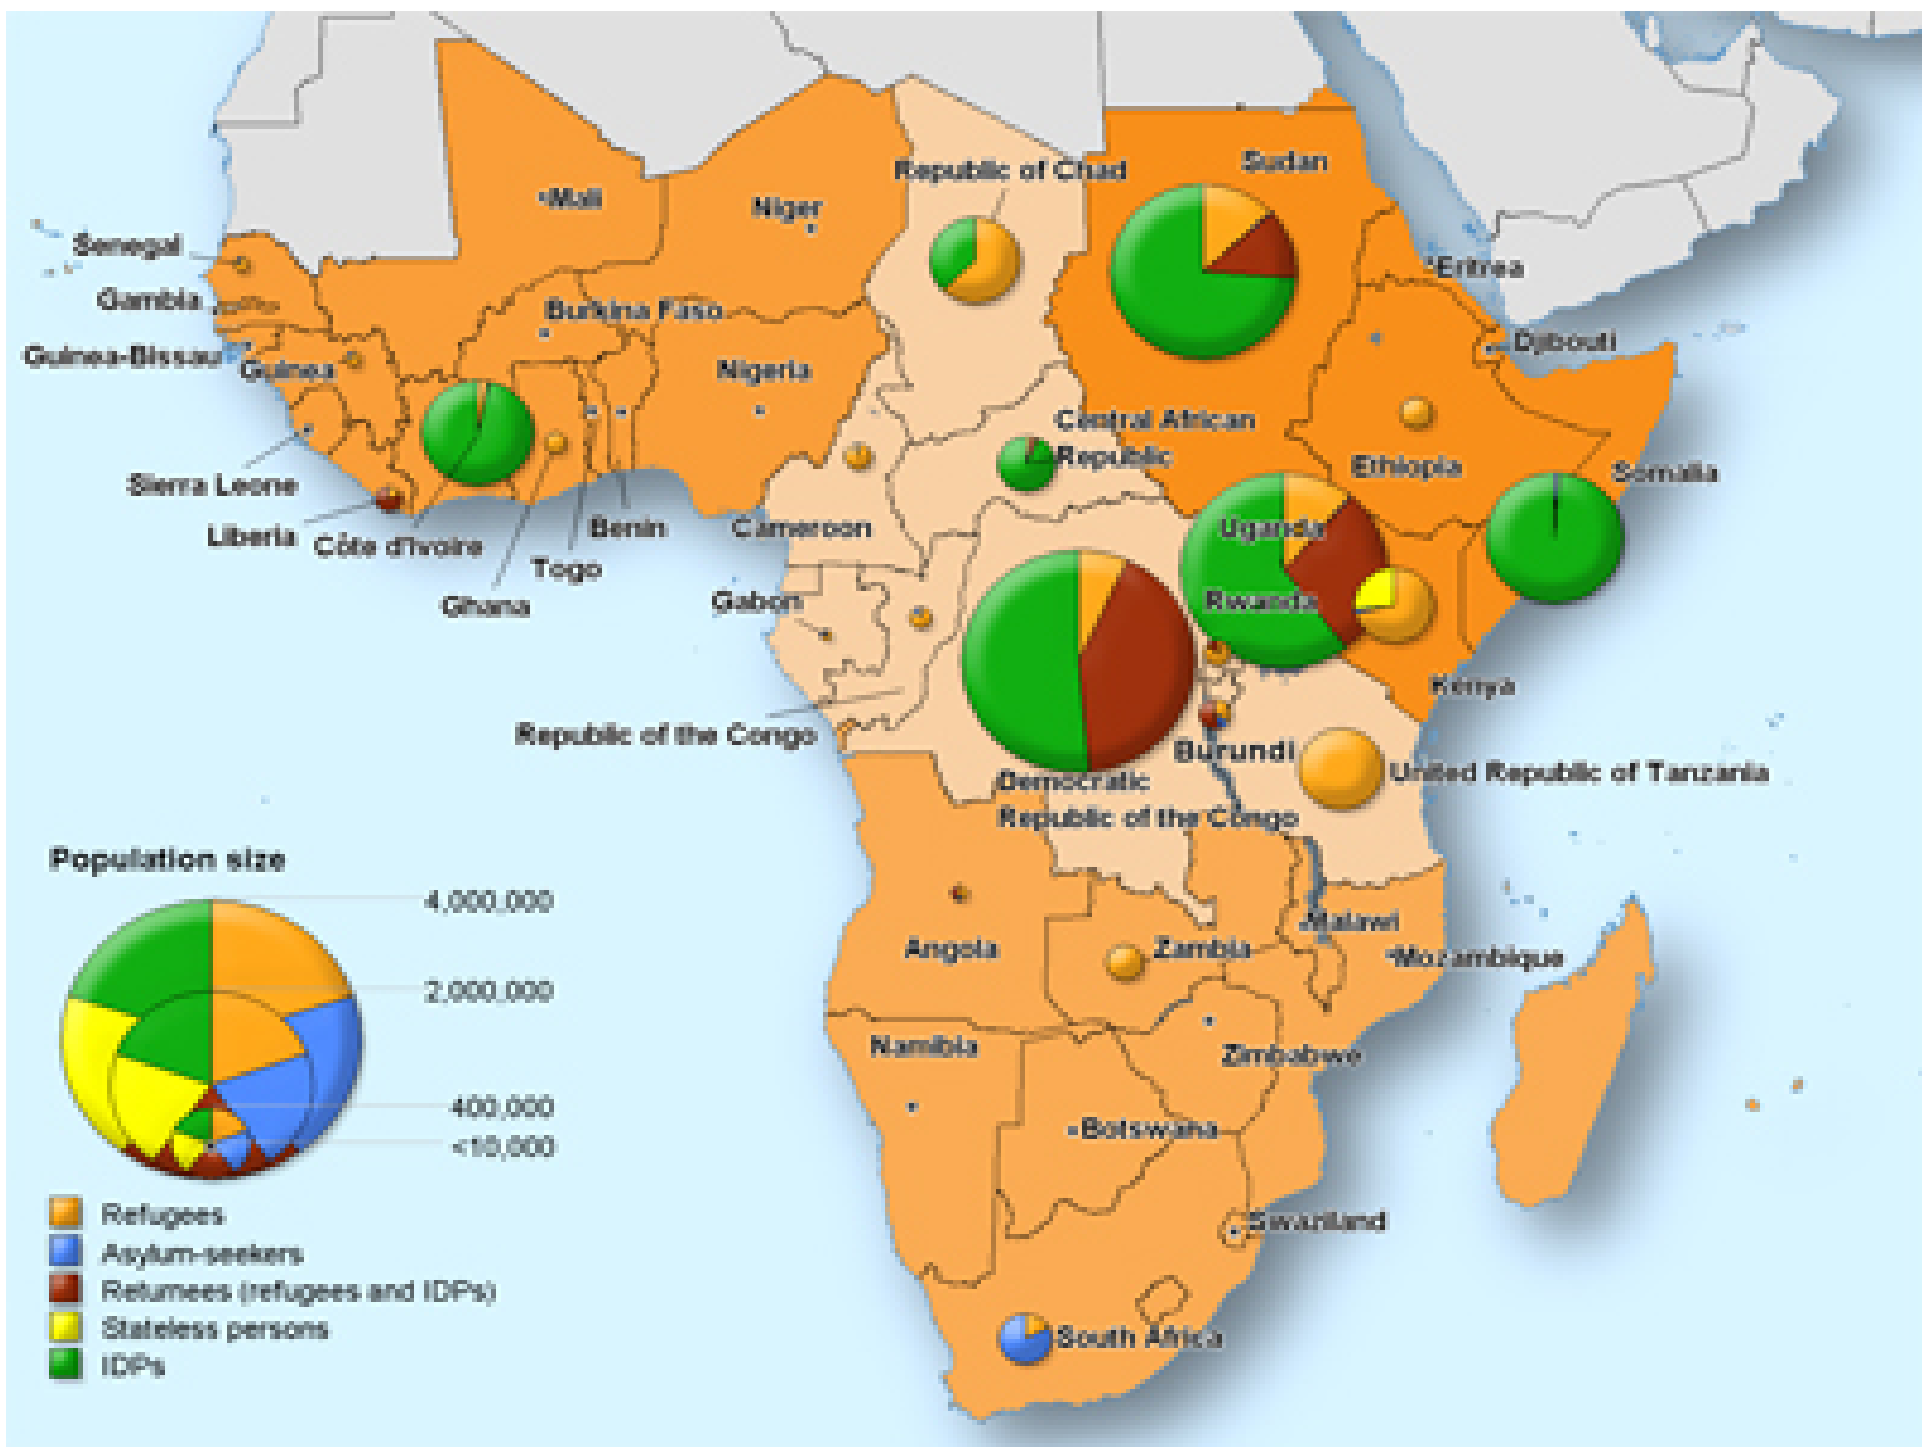 Republic of Chad
Sudan
Mali
Niger
Senegal
Eritrea
Gambia
Burkina Faso
Djibouti
Guinea-Bissau
Guinea
Nigeria
Central African
Republic
Ethiopia
Somalia
Sierra Leone
Liberia
Côte d'Ivoire
Benin
Cameroon
Uganda
Togo
Ghana
Gabon
Rwanda
Kenya
Republic of the Congo
Burundi
United Republic of Tanzania
Democratic
Republic of the Congo
Population size
4,000,000
2,000,000
400,000
<10,000
Malawi
Angola
Zambia
Mozambique
Namibia
Zimbabwe
Botswana
Swaziland
South Africa
Refugees
Asylum-seekers
Returnees (refugees and IDPs)
Stateless persons
IDPs